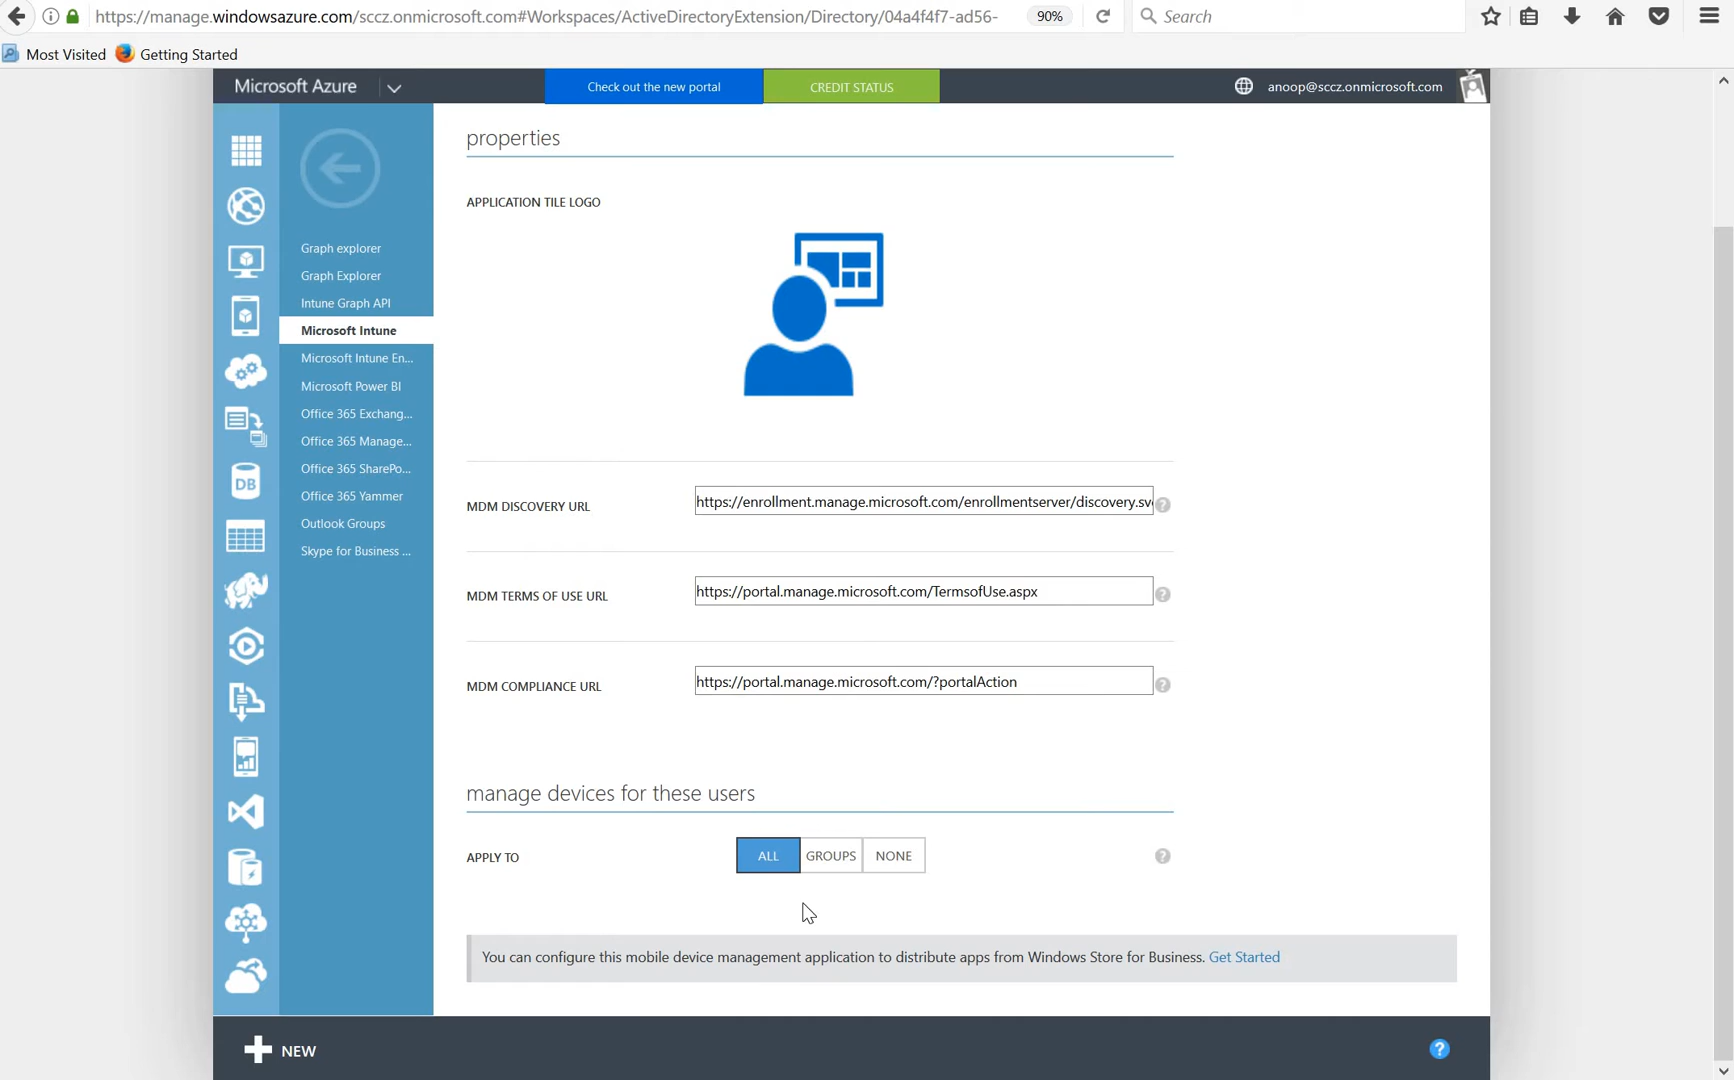 https://manage.windowsazure.com/sccz.onmicrosoft.com#Workspaces/ActiveDirectoryExtension/Directory/04a4f4f7-ad56-
90%
Search
Most Visited
Getting Started
Microsoft Azure
Check out the new portal
CREDIT STATUS
anoop@sccz.onmicrosoft.com
Graph explorer
Graph Explorer
Intune Graph API
Microsoft Intune
Microsoft Intune En...
Microsoft Power BI
Office 365 Exchang...
Office 365 Manage...
Office 365 SharePo...
Office 365 Yammer
Outlook Groups
Skype for Business ...
DB
properties
APPLICATION TILE LOGO
MDM DISCOVERY URL
https://enrollment.manage.microsoft.com/enrollmentserver/discovery.sv
?
MDM TERMS OF USE URL
https://portal.manage.microsoft.com/TermsofUse.aspx
?
MDM COMPLIANCE URL
https://portal.manage.microsoft.com/?portalAction
?
manage devices for these users
APPLY TO
ALL
GROUPS
NONE
?
You can configure this mobile device management application to distribute apps from Windows Store for Business. Get Started
NEW
?